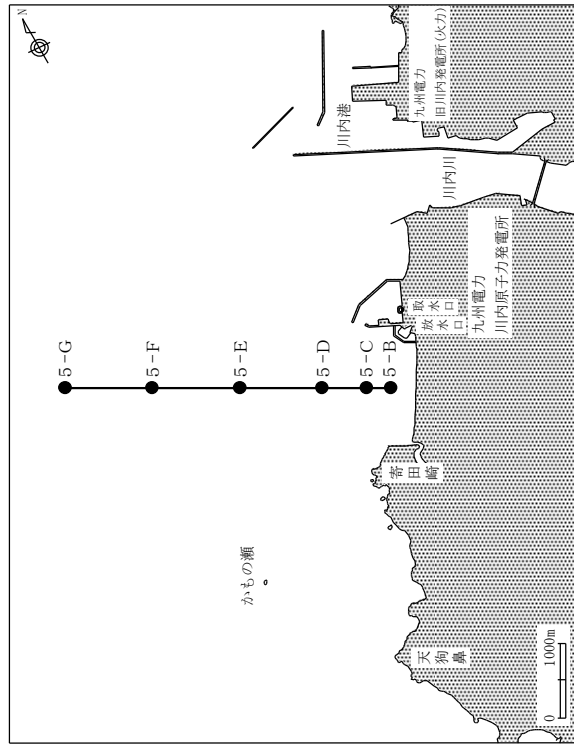 N
5-G
5-F
5-E
5-D
5-C
5-B
川内港
九州電力
旧川内発電所(火力)
川内川
取水口
放水口
九州電力
川内原子力発電所
寄田崎
かもの瀬
天狗鼻
0 1000m